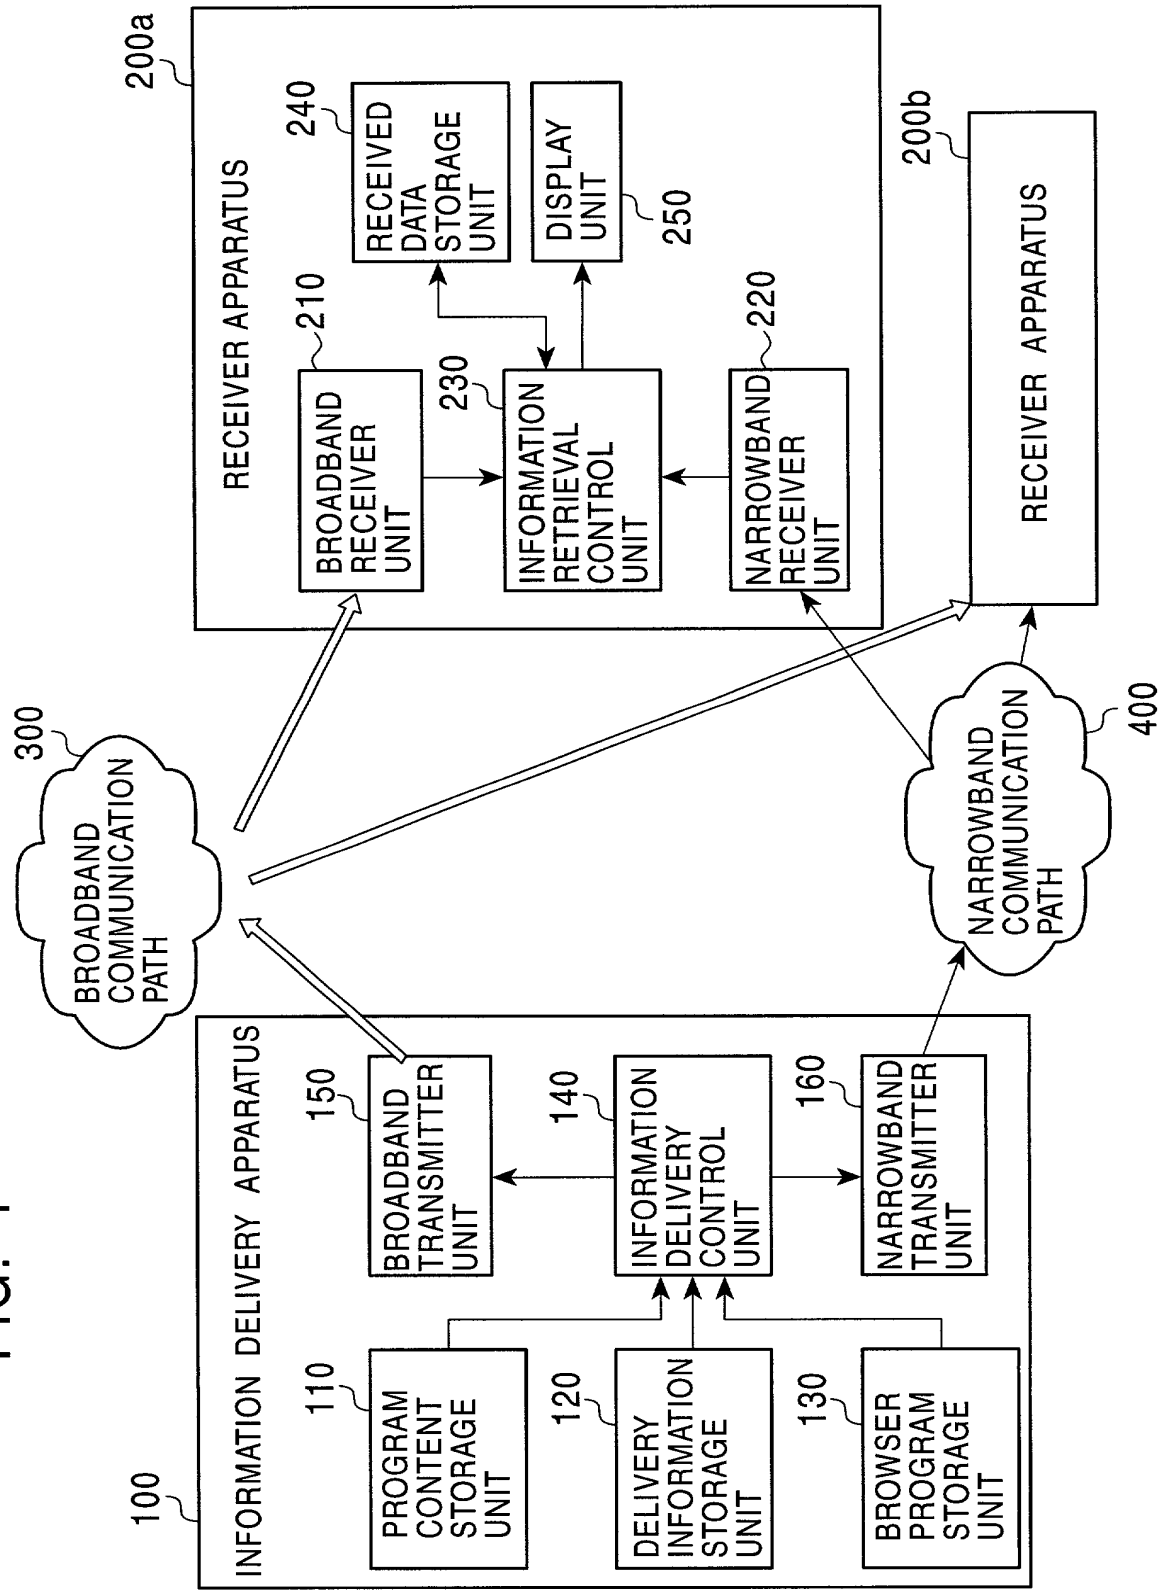 100
INFORMATION DELIVERY APPARATUS
110
PROGRAM
CONTENT
STORAGE
UNIT
120
DELIVERY
INFORMATION
STORAGE
UNIT
130
BROWSER
PROGRAM
STORAGE
UNIT
150
BROADBAND
TRANSMITTER
UNIT
140
INFORMATION
DELIVERY
CONTROL
UNIT
160
NARROWBAND
TRANSMITTER
UNIT
300
BROADBAND
COMMUNICATION
PATH
NARROWBAND
COMMUNICATION
PATH
400
200a
RECEIVER APPARATUS
210
BROADBAND
RECEIVER
UNIT
230
INFORMATION
RETRIEVAL
CONTROL
UNIT
220
NARROWBAND
RECEIVER
UNIT
240
RECEIVED
DATA
STORAGE
UNIT
DISPLAY
UNIT
250
200b
RECEIVER APPARATUS